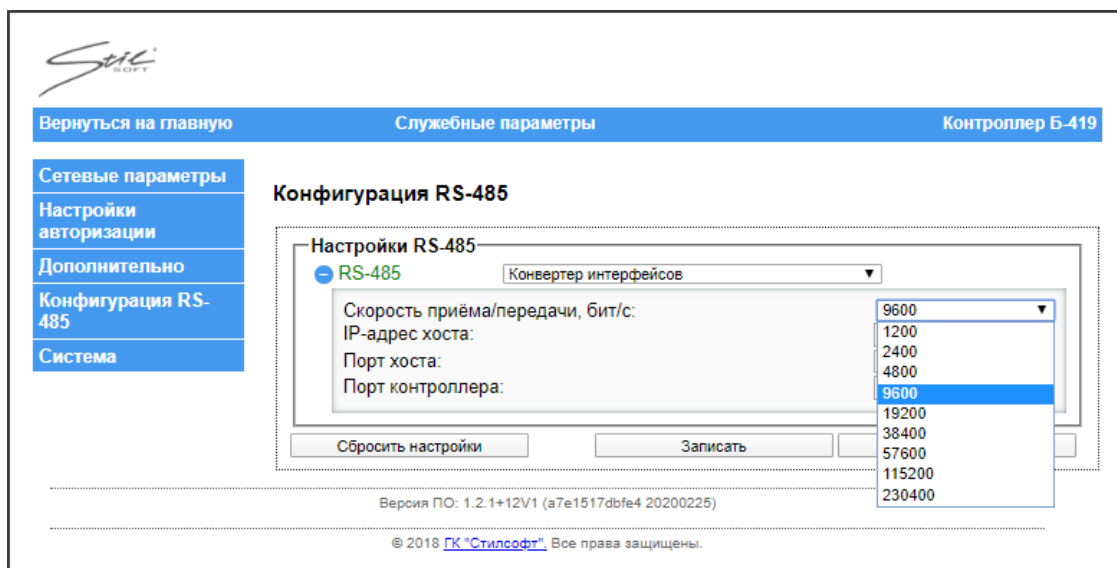 Stil
SOFT
Вернуться на главную Служебные параметры Контроллер Б-419
Сетевые параметры
Настройки
авторизации
Дополнительно
Конфигурация RS-
485
Система
Конфигурация RS-485
Настройки RS-485
RS-485 Конвертер интерфейсов
Скорость приёма/передачи, бит/с: 9600
IP-адрес хоста:
Порт хоста:
Порт контроллера:
1200
2400
4800
9600
19200
38400
57600
115200
230400
Сбросить настройки Записать
Версия ПО: 1.2.1+12V1 (a7e1517dbfe4 20200225)
© 2018 ГК "Стилсофт". Все права защищены.